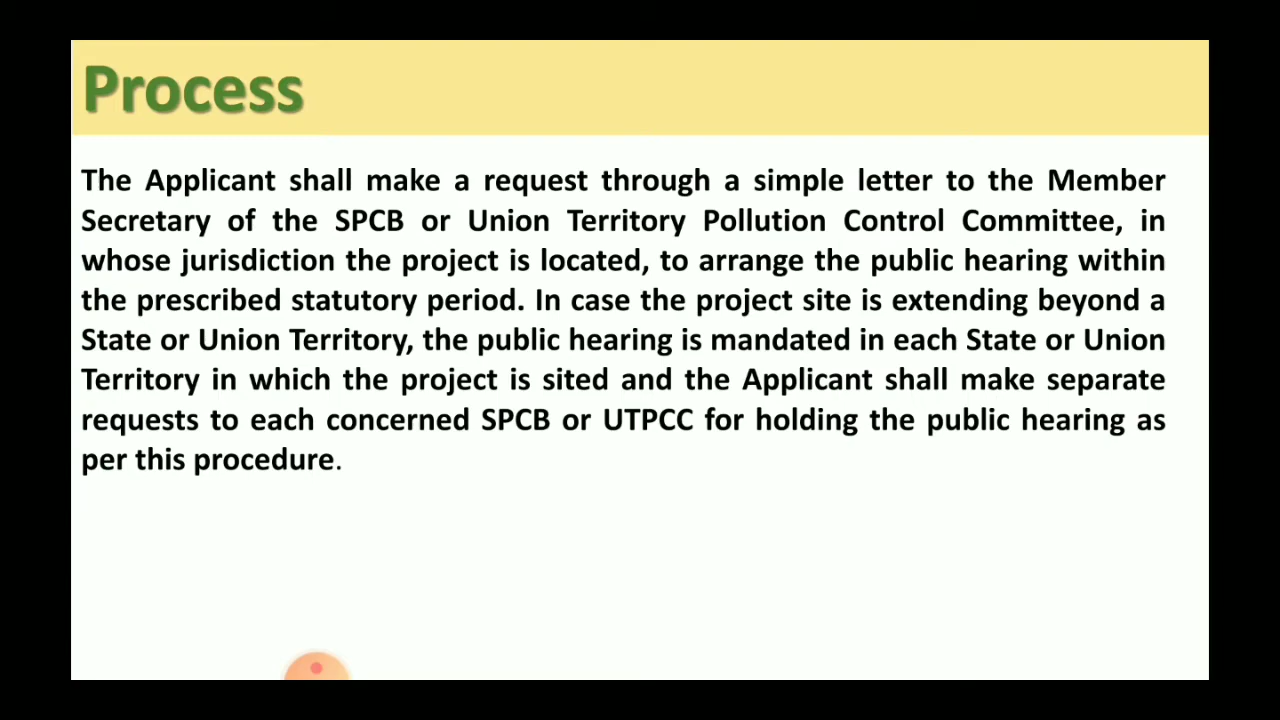 Process
The Applicant shall make a request through a simple letter to the Member
Secretary of the SPCB or Union Territory Pollution Control Committee, in
whose jurisdiction the project is located, to arrange the public hearing within
the prescribed statutory period. In case the project site is extending beyond a
State or Union Territory, the public hearing is mandated in each State or Union
Territory in which the project is sited and the Applicant shall make separate
requests to each concerned SPCB or UTPCC for holding the public hearing as
per this procedure.